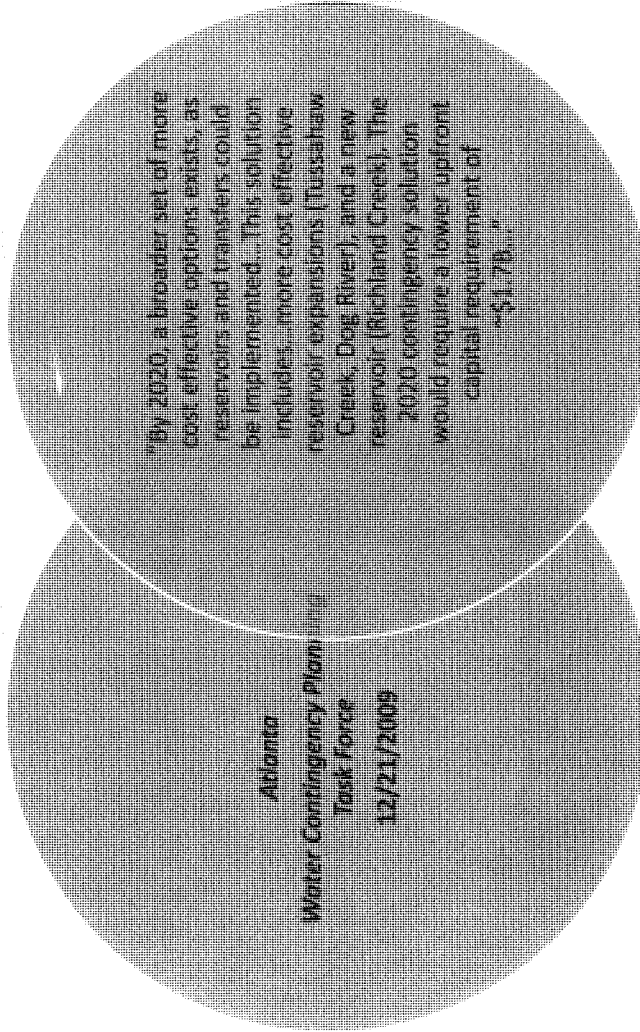 Atlanta
Water Contingency Planning
Task Force
12/21/2009
"By 2020, a broader set of more
cost effective options exists, as
reservoirs and transfers could
be implemented...This solution
includes...more cost effective
reservoir expansions (Tussahaw
Creek, Dog River), and a new
reservoir (Richland Creek). The
2020 contingency solution
would require a lower upfront
capital requirement of
~$1.7B..."